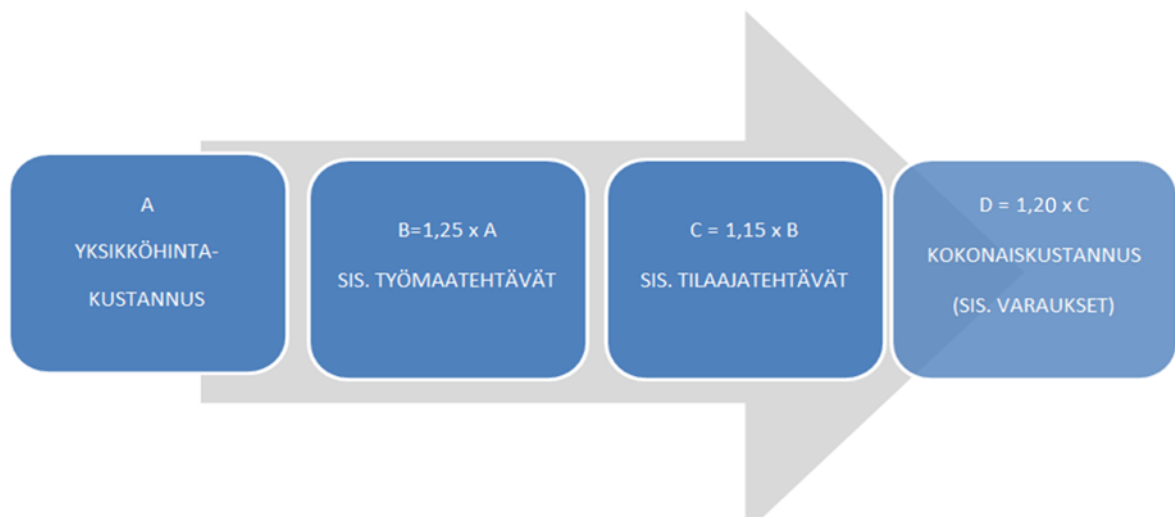 A
YKSIKKÖHINTA-
KUSTANNUS
B=1,25 x A
SIS. TYÖMAATEHTÄVÄT
C = 1,15 x B
SIS. TILAAJATEHTÄVÄT
D = 1,20 x C
KOKONAISKUSTANNUS
(SIS. VARAUKSET)